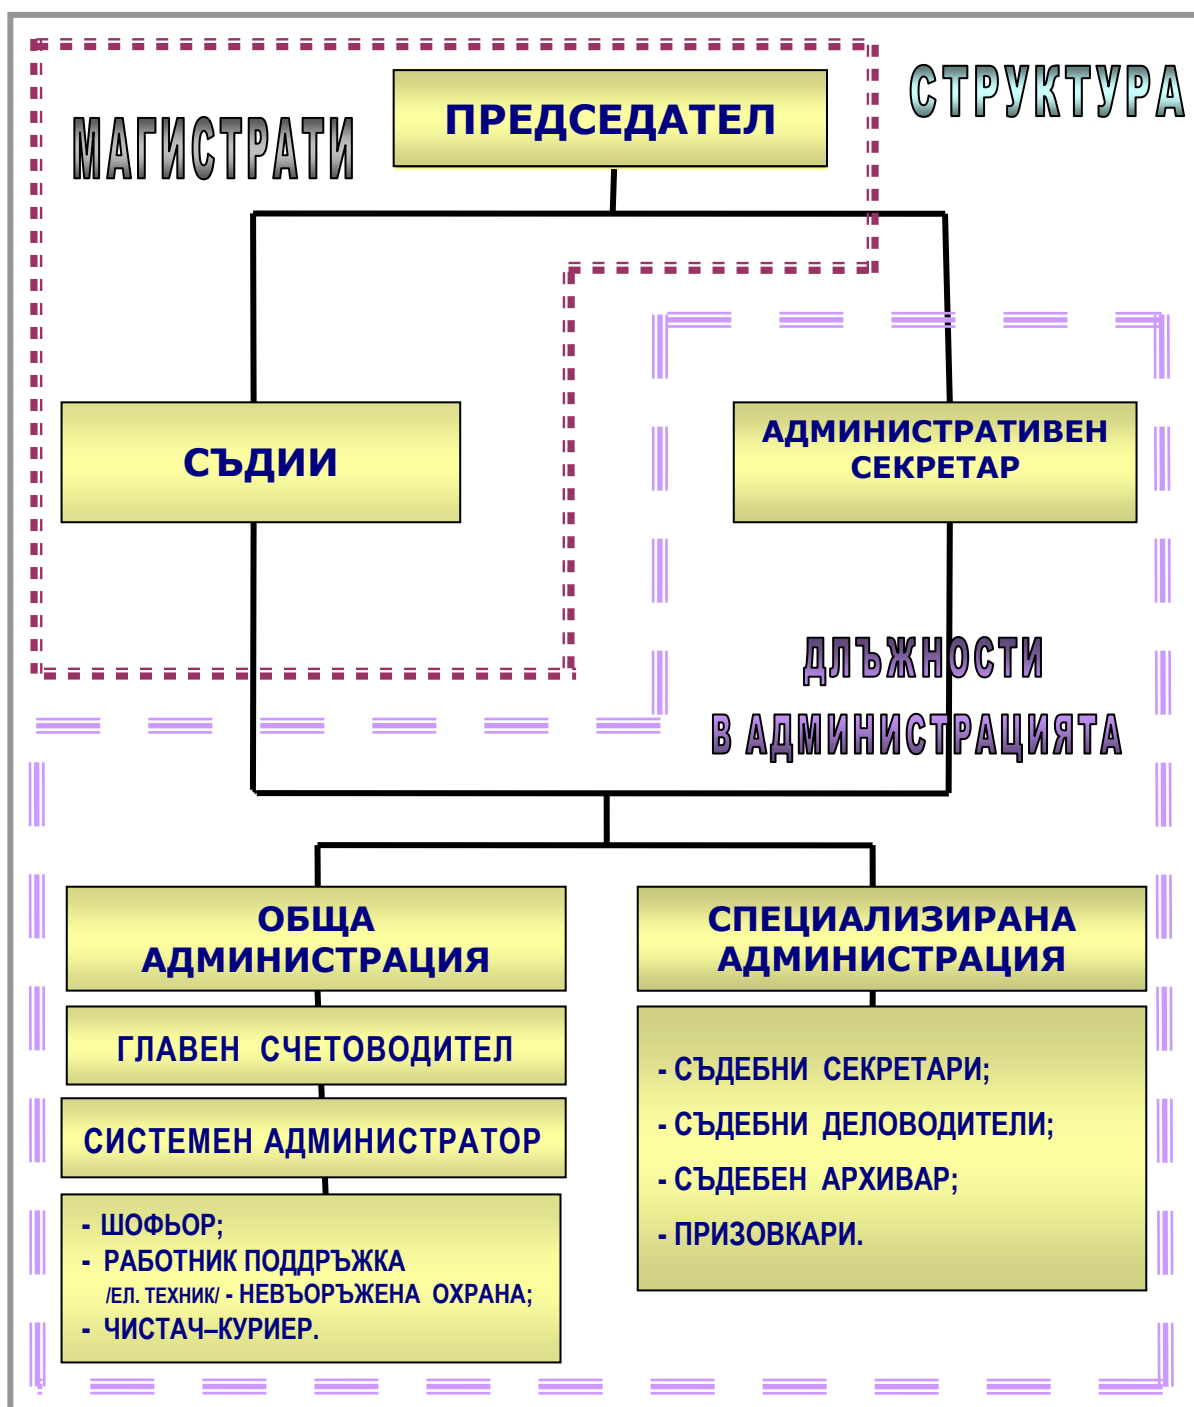 СТРУКТУРА
МАГИСТРАТИ
ПРЕДСЕДАТЕЛ
СЪДИИ
АДМИНИСТРАТИВЕН
СЕКРЕТАР
ДЛЪЖНОСТИ
В АДМИНИСТРАЦИЯТА
ОБЩА
АДМИНИСТРАЦИЯ
ГЛАВЕН СЧЕТОВОДИТЕЛ
СИСТЕМЕН АДМИНИСТРАТОР
- ШОФЬОР;
- РАБОТНИК ПОДДРЪЖКА
/ЕЛ. ТЕХНИК/ - НЕВЪОРЪЖЕНА ОХРАНА;
- ЧИСТАЧ–КУРИЕР.
СПЕЦИАЛИЗИРАНА
АДМИНИСТРАЦИЯ
- СЪДЕБНИ СЕКРЕТАРИ;
- СЪДЕБНИ ДЕЛОВОДИТЕЛИ;
- СЪДЕБЕН АРХИВАР;
- ПРИЗОВКАРИ.